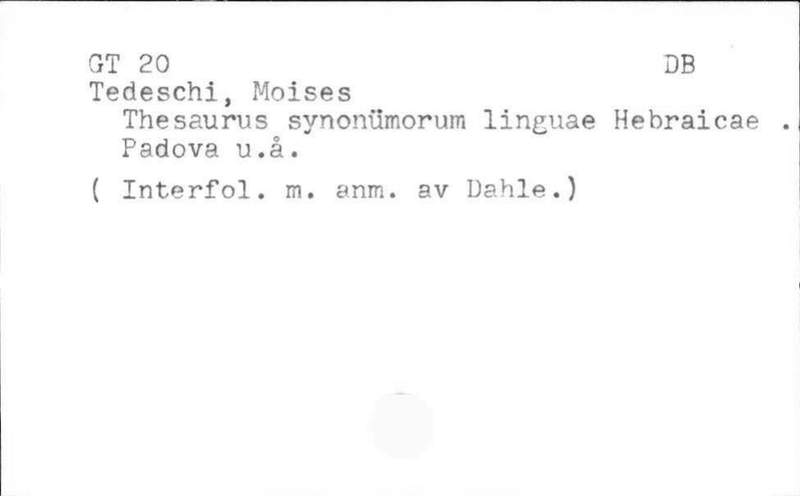 GT 20 DB
Tedeschi, Moises
Thesaurus synonümorum linguae Hebraicae .
Padova u.å.
( Interfol. m. anm. av Dahle.)